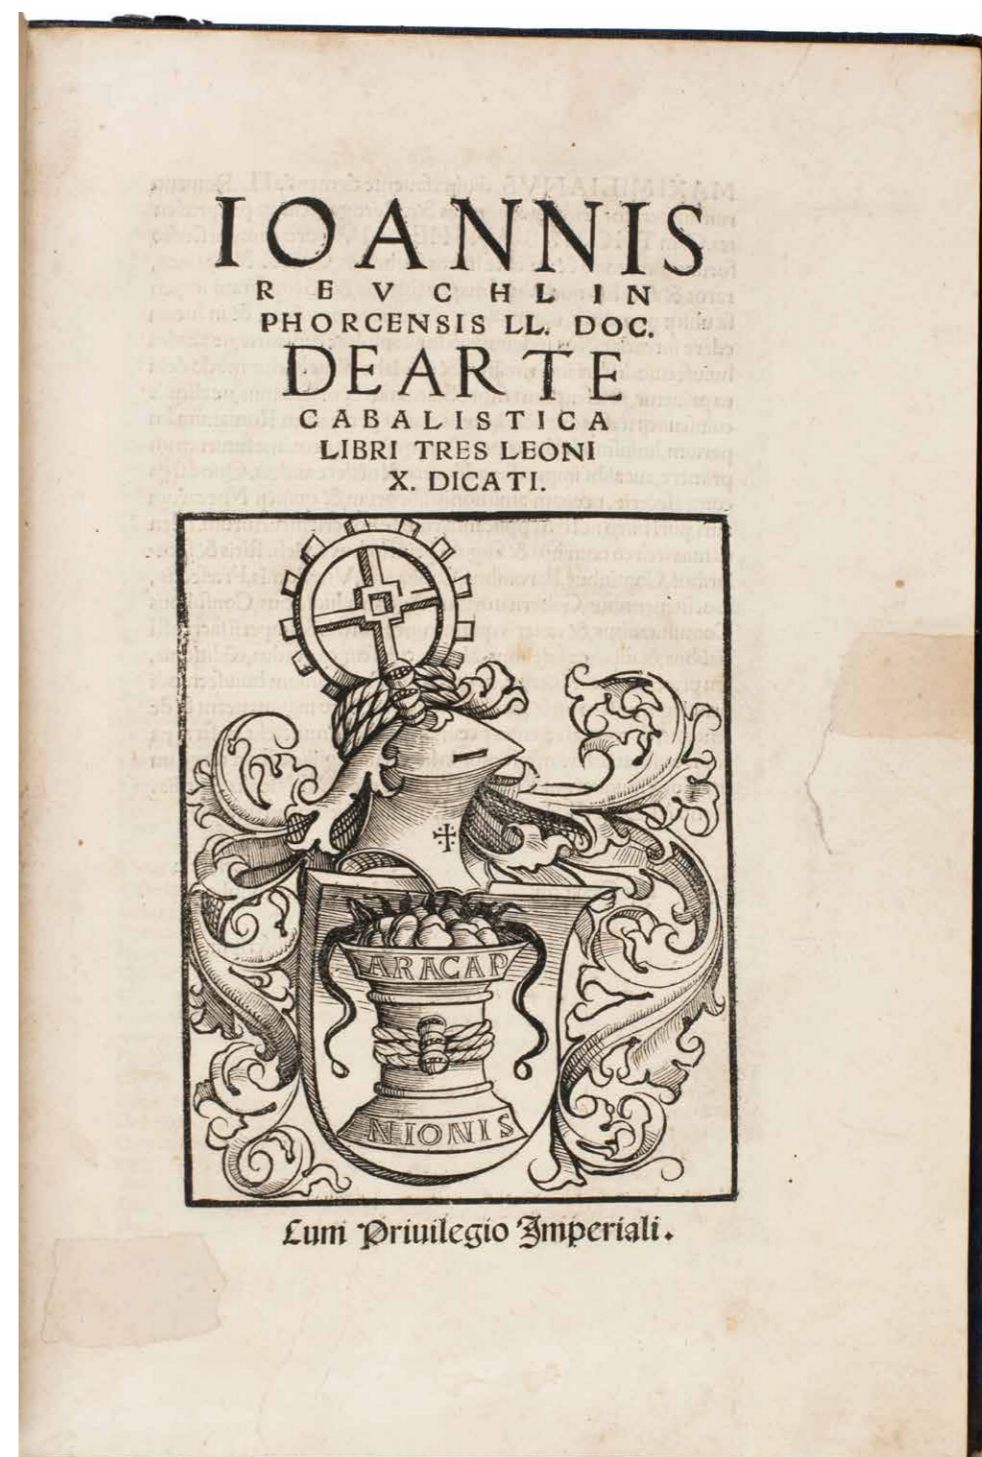 IOANNIS
REVCHLIN
PHORCENSIS LL. DOC.
DEARTE
CABALISTICA
LIBRI TRES LEONI
X. DICATI.
ARACAP
NIONIS
Cum Priuilegio Imperiali.